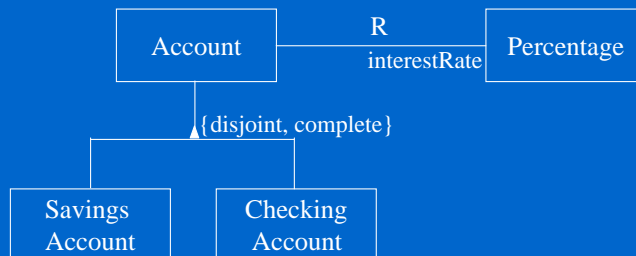 R
Account
interestRate
Percentage
{disjoint, complete}
Savings
Account
Checking
Account